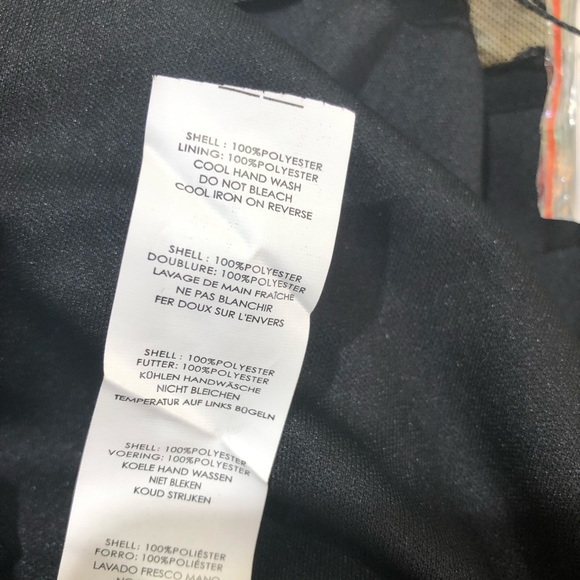 SHELL : 100%POLYESTER
LINING: 100%POLYESTER
COOL HAND WASH
DO NOT BLEACH
COOL IRON ON REVERSE
SHELL : 100%POLYESTER
DOUBLURE: 100%POLYESTER
LAVAGE DE MAIN FRAÎCHE
NE PAS BLANCHIR
FER DOUX SUR L'ENVERS
SHELL : 100%POLYESTER
FUTTER: 100%POLYESTER
KÜHLEN HANDWÄSCHE
NICHT BLEICHEN
TEMPERATUR AUF LINKS BÜGELN
SHELL: 100%POLYESTER
VOERING: 100%POLYESTER
KOELE HAND WASSEN
NIET BLEKEN
KOUD STRIJKEN
SHELL: 100%POLIÉSTER
FORRO: 100%POLIÉSTER
LAVADO FRESCO MANO